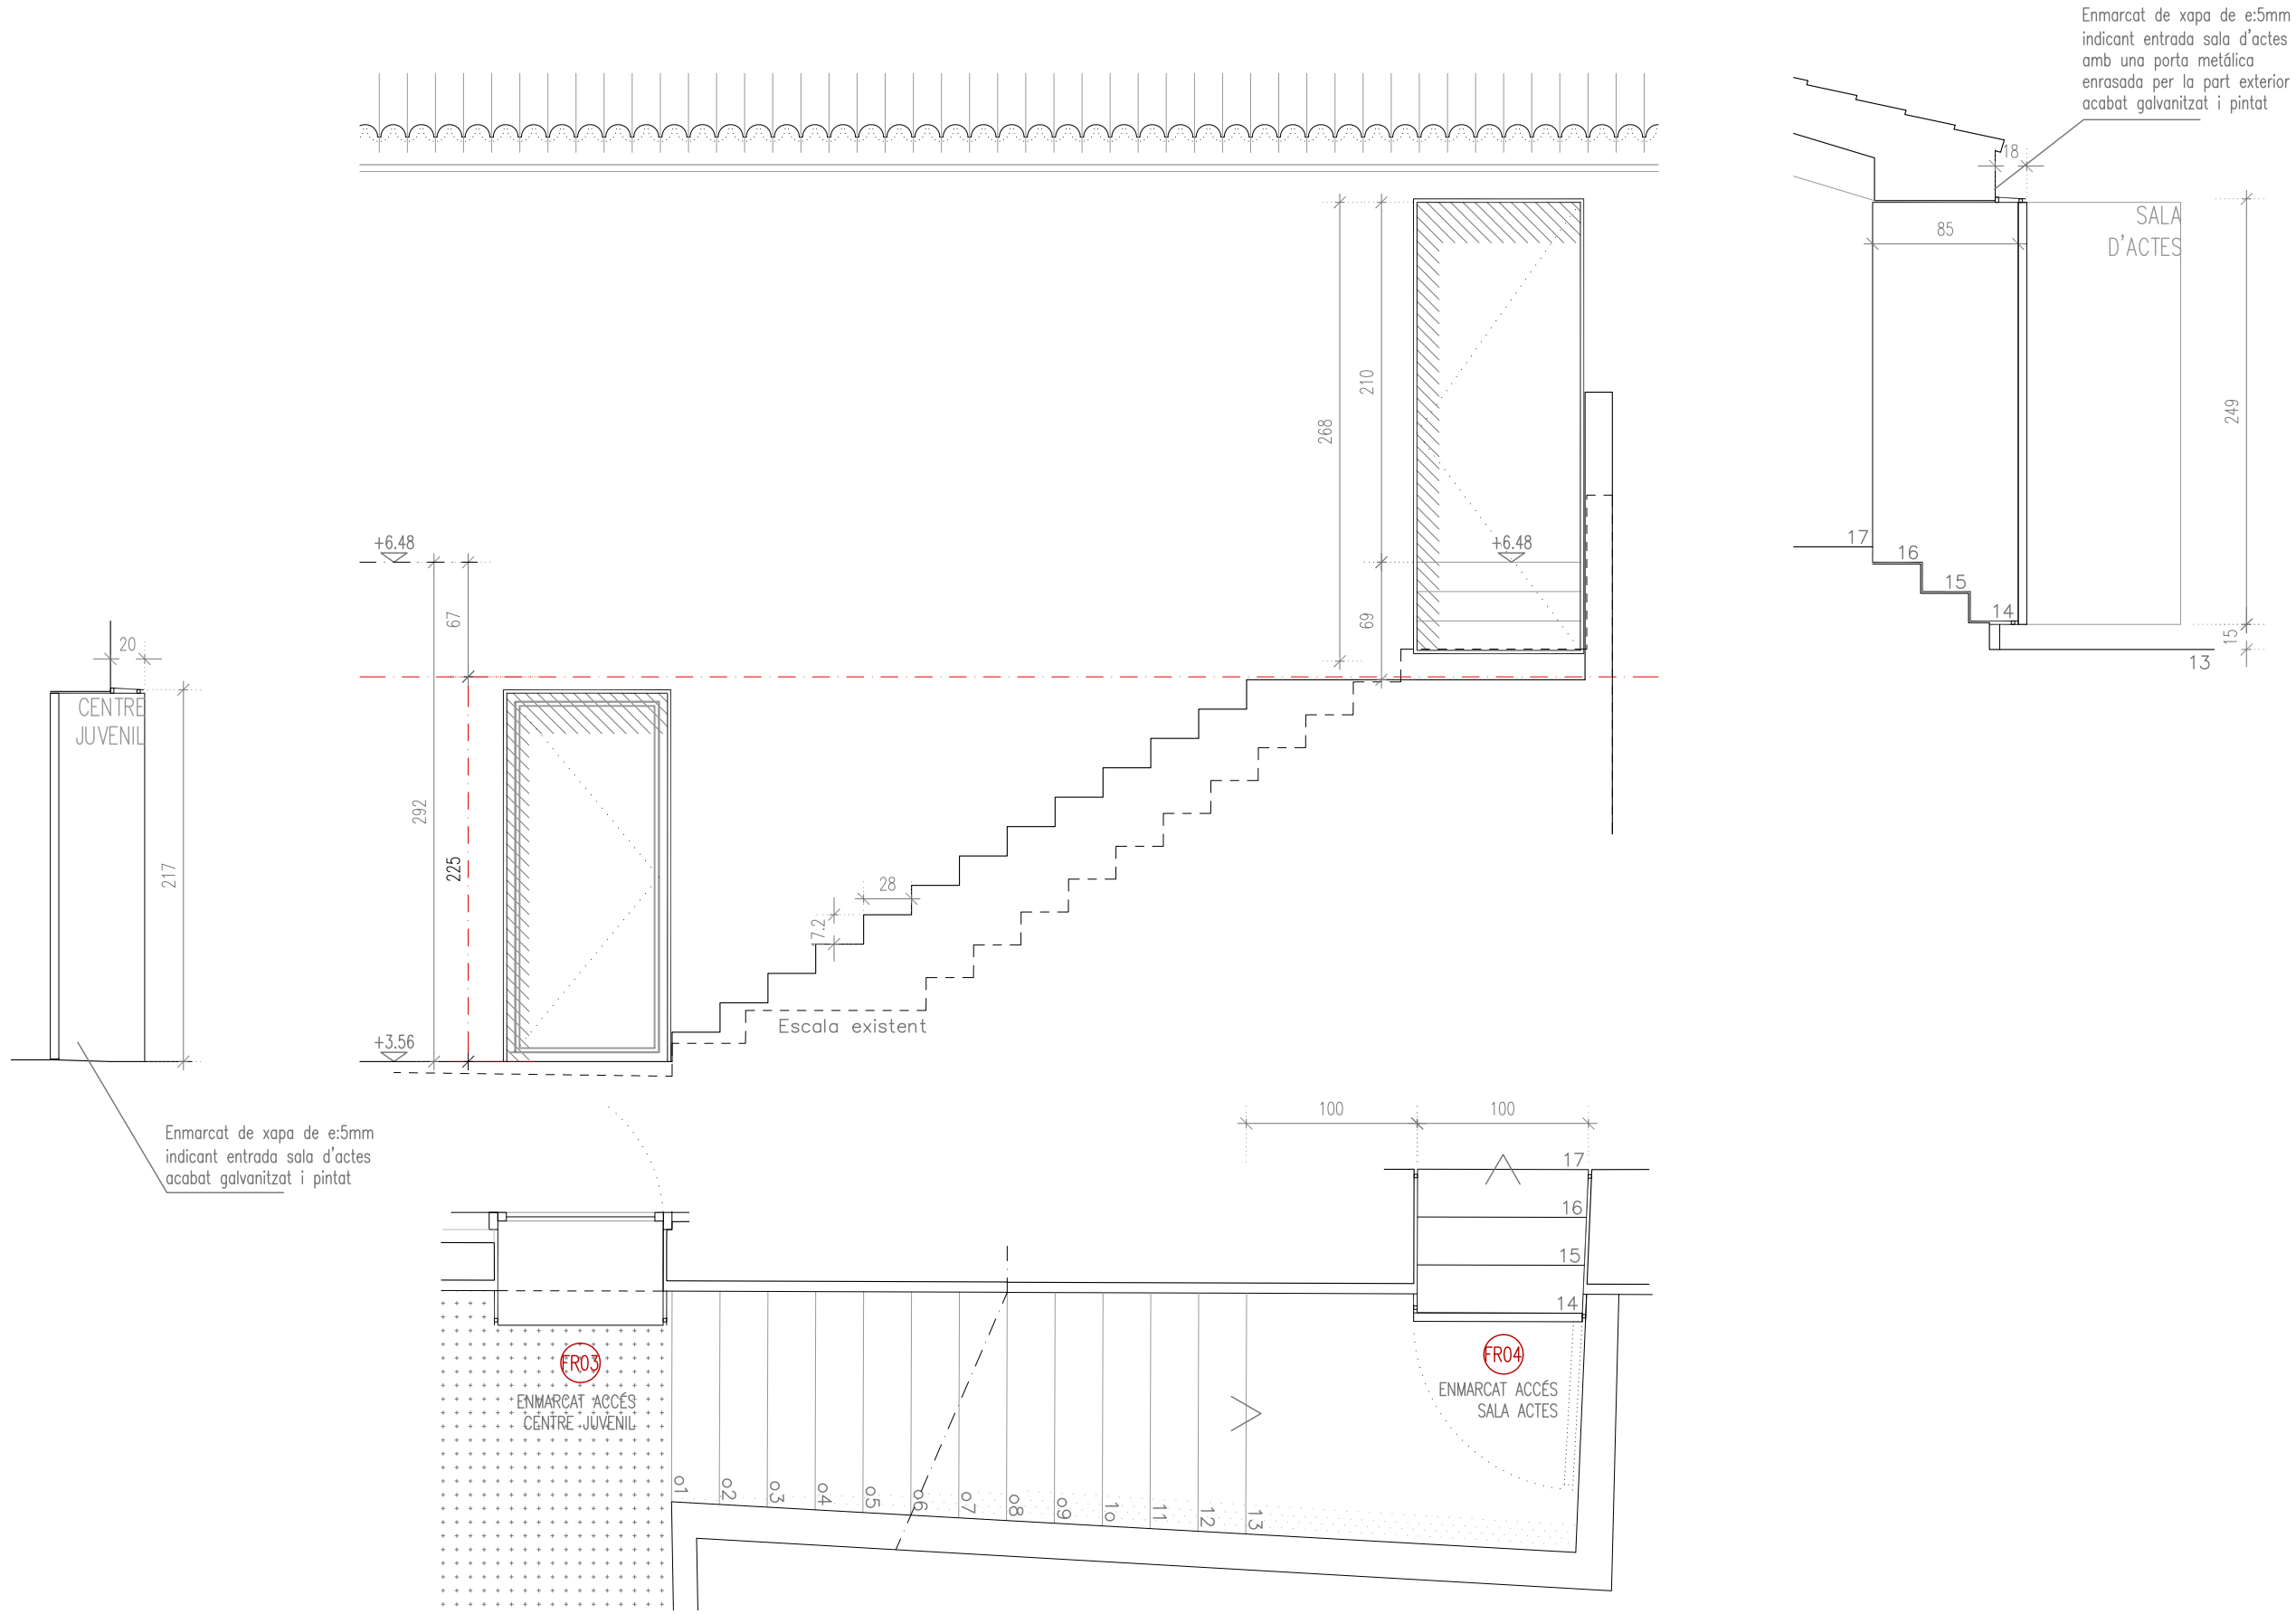 Enmarcat de xapa de e:5mm
indicant entrada sala d'actes
amb una porta metálica
enrasada per la part exterior
acabat galvanitzat i pintat
18
SALA
D'ACTES
85
249
15
17
16
15
14
13
210
268
69
+6.48
+6.48
67
292
225
+3.56
20
CENTRE
JUVENIL
217
28
7.2
Escala existent
Enmarcat de xapa de e:5mm
indicant entrada sala d'actes
acabat galvanitzat i pintat
100
100
17
16
15
14
FR03
ENMARCAT ACCÉS
CENTRE JUVENIL
FR04
ENMARCAT ACCÉS
SALA ACTES
o1
o2
o3
o4
o5
o6
o7
o8
o9
1o
11
12
13